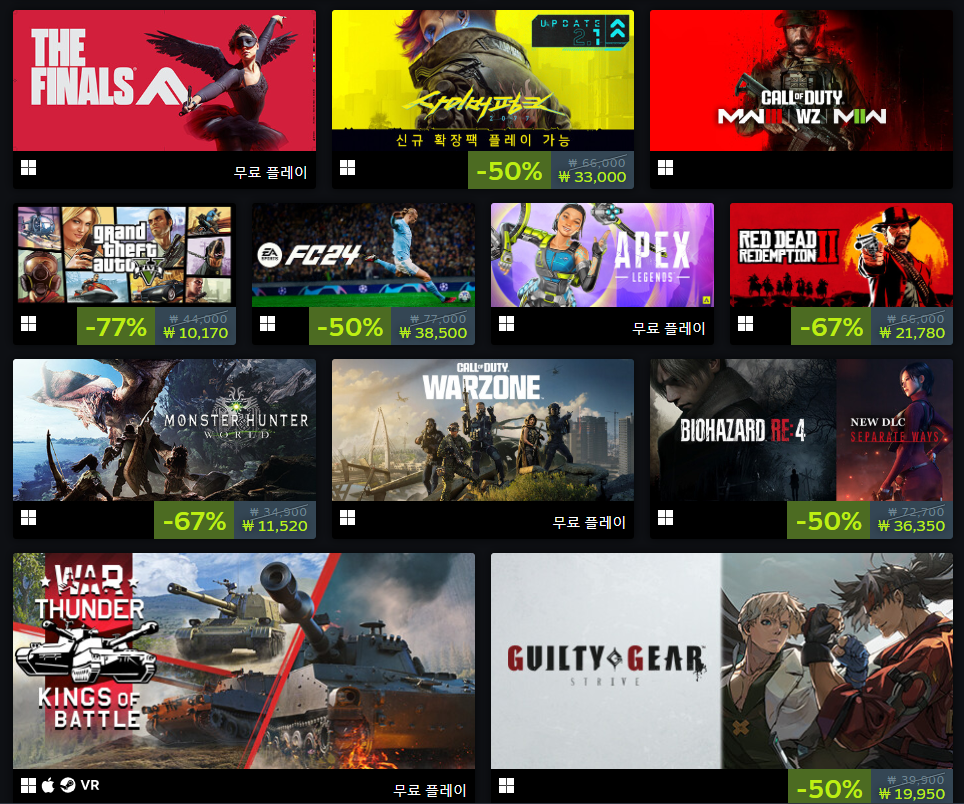 THE
FINALS
무료 플레이
UPDATE
2.1
사이버펑크
2077
신규 확장팩 플레이 가능
-50%
₩ 66,000
₩ 33,000
CALL OF DUTY
MWIII | WZ | MWII
grand
theft
auto
V
-77%
₩ 44,000
₩ 10,170
EA
SPORTS
FC24
-50%
₩ 77,000
₩ 38,500
APEX
LEGENDS
무료 플레이
RED DEAD
REDEMPTION II
-67%
₩ 66,000
₩ 21,780
MONSTER HUNTER
WORLD
-67%
₩ 34,900
₩ 11,520
CALL OF DUTY
WARZONE
무료 플레이
BIOHAZARD RE:4
NEW DLC
SEPARATE WAYS
-50%
₩ 72,700
₩ 36,350
WAR
THUNDER
KINGS OF
BATTLE
VR
무료 플레이
GUILTY GEAR
STRIVE
-50%
₩ 39,900
₩ 19,950